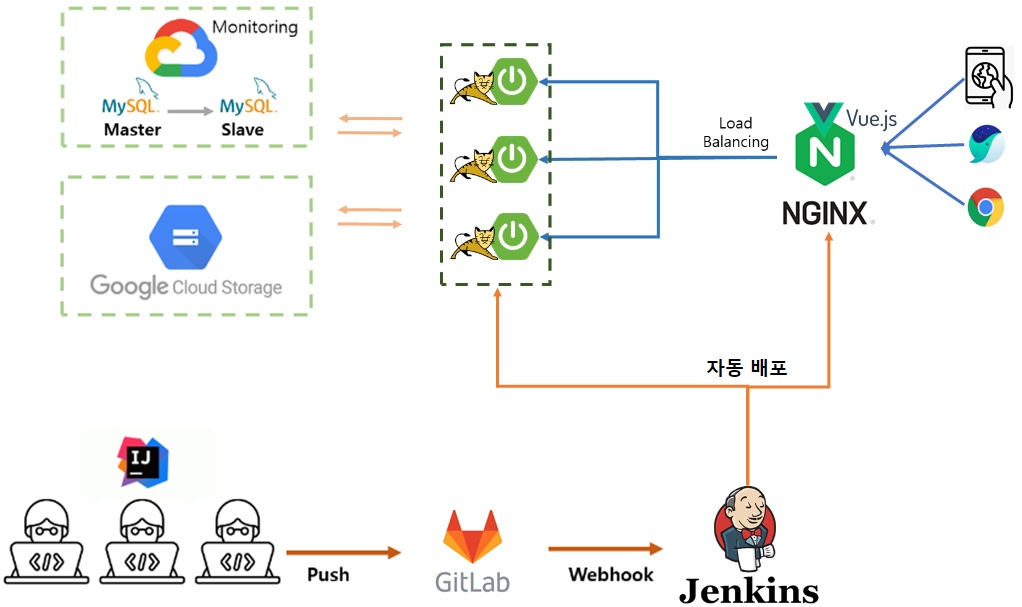 Monitoring
MySQL
MySQL
Master
Slave
Google Cloud Storage
Load
Balancing
Vue.js
N
NGINX
자동 배포
IJ
</>
</>
</>
Push
GitLab
Webhook
Jenkins